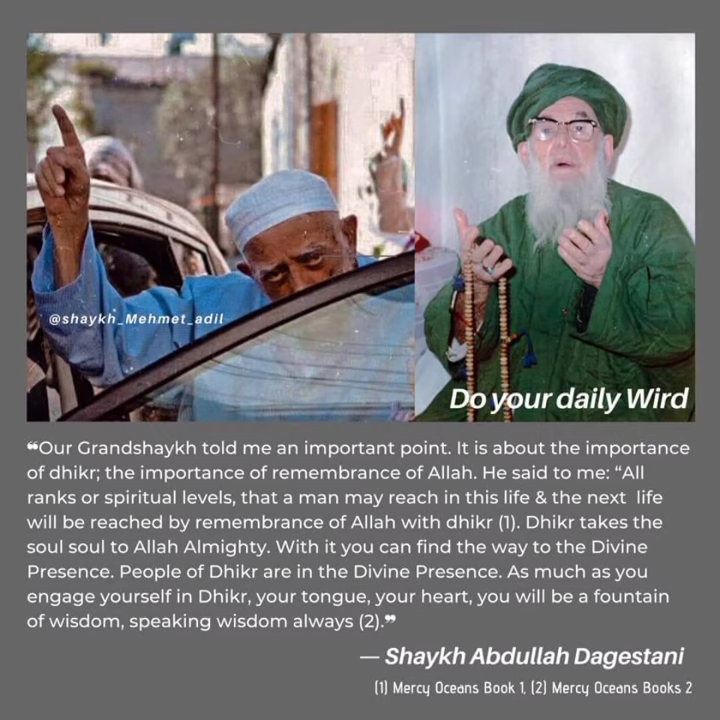 @shaykh_Mehmet_adil
Do your daily Wird
❝Our Grandshaykh told me an important point. It is about the importance
of dhikr; the importance of remembrance of Allah. He said to me: “All
ranks or spiritual levels, that a man may reach in this life & the next life
will be reached by remembrance of Allah with dhikr (1). Dhikr takes the
soul soul to Allah Almighty. With it you can find the way to the Divine
Presence. People of Dhikr are in the Divine Presence. As much as you
engage yourself in Dhikr, your tongue, your heart, you will be a fountain
of wisdom, speaking wisdom always (2).❞
— Shaykh Abdullah Dagestani
(1) Mercy Oceans Book 1, (2) Mercy Oceans Books 2